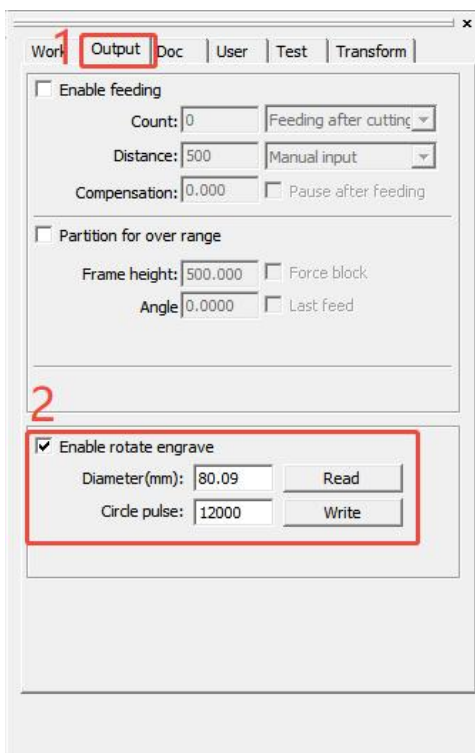 x
1
Work Output Doc User Test Transform
Enable feeding
Count: 0 Feeding after cutting
Distance: 500 Manual input
Compensation: 0.000 Pause after feeding
Partition for over range
Frame height: 500.000 Force block
Angle 0.0000 Last feed
2
Enable rotate engrave
Diameter(mm): 80.09 Read
Circle pulse: 12000 Write